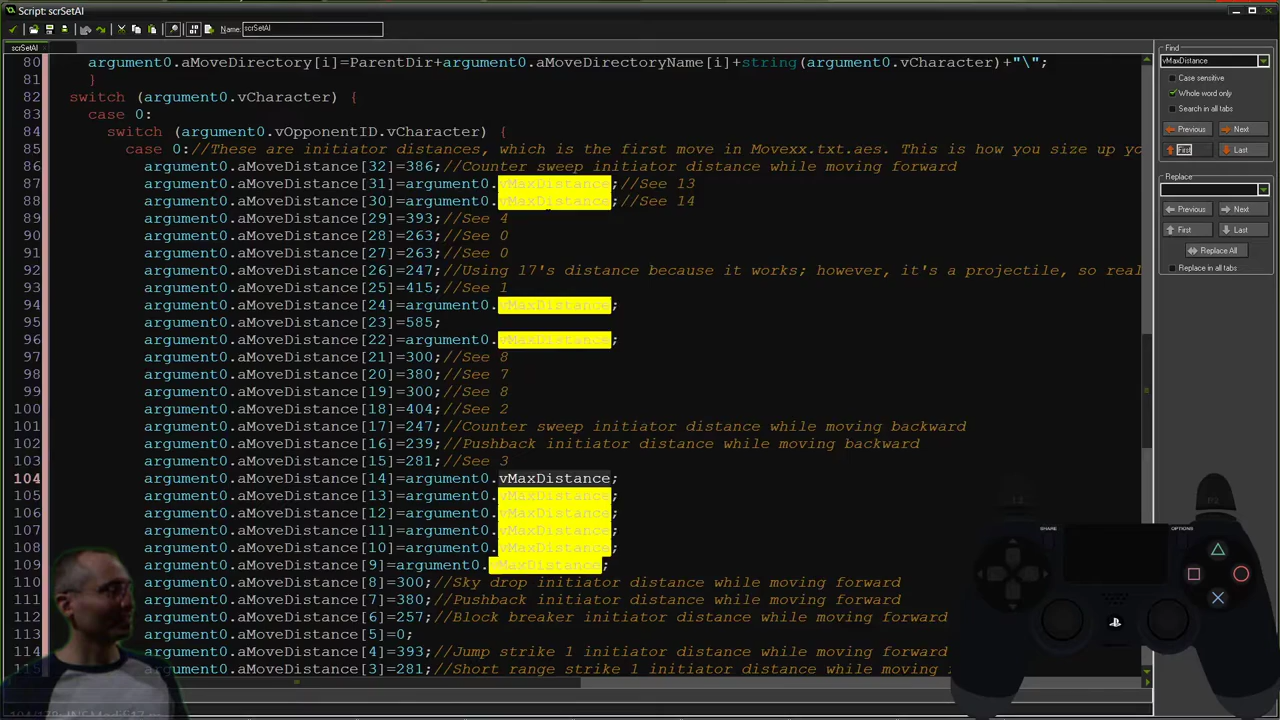 Script: scrSetAI
Name: scrSetAI
scrSetAI
80 argument0.aMoveDirectory[i]=ParentDir+argument0.aMoveDirectoryName[i]+string(argument0.vCharacter)+"\";
81 }
82 switch (argument0.vCharacter) {
83 case 0:
84 switch (argument0.vOpponentID.vCharacter) {
85 case 0://These are initiator distances, which is the first move in Movexx.txt.aes. This is how you size up yo
86 argument0.aMoveDistance[32]=386;//Counter sweep initiator distance while moving forward
87 argument0.aMoveDistance[31]=argument0.vMaxDistance;//See 13
88 argument0.aMoveDistance[30]=argument0.vMaxDistance;//See 14
89 argument0.aMoveDistance[29]=393;//See 4
90 argument0.aMoveDistance[28]=263;//See 0
91 argument0.aMoveDistance[27]=263;//See 0
92 argument0.aMoveDistance[26]=247;//Using 17's distance because it works; however, it's a projectile, so real
93 argument0.aMoveDistance[25]=415;//See 1
94 argument0.aMoveDistance[24]=argument0.vMaxDistance;
95 argument0.aMoveDistance[23]=585;
96 argument0.aMoveDistance[22]=argument0.vMaxDistance;
97 argument0.aMoveDistance[21]=300;//See 8
98 argument0.aMoveDistance[20]=380;//See 7
99 argument0.aMoveDistance[19]=300;//See 8
100 argument0.aMoveDistance[18]=404;//See 2
101 argument0.aMoveDistance[17]=247;//Counter sweep initiator distance while moving backward
102 argument0.aMoveDistance[16]=239;//Pushback initiator distance while moving backward
103 argument0.aMoveDistance[15]=281;//See 3
104 argument0.aMoveDistance[14]=argument0.vMaxDistance;
105 argument0.aMoveDistance[13]=argument0.vMaxDistance;
106 argument0.aMoveDistance[12]=argument0.vMaxDistance;
107 argument0.aMoveDistance[11]=argument0.vMaxDistance;
108 argument0.aMoveDistance[10]=argument0.vMaxDistance;
109 argument0.aMoveDistance[9]=argument0.vMaxDistance;
110 argument0.aMoveDistance[8]=300;//Sky drop initiator distance while moving forward
111 argument0.aMoveDistance[7]=380;//Pushback initiator distance while moving forward
112 argument0.aMoveDistance[6]=257;//Block breaker initiator distance while moving forward
113 argument0.aMoveDistance[5]=0;
114 argument0.aMoveDistance[4]=393;//Jump strike 1 initiator distance while moving forward
115 argument0.aMoveDistance[3]=281;//Short range strike 1 initiator distance while moving
Find
vMaxDistance
Case sensitive
Whole word only
Search in all tabs
Previous Next
First Last
Replace
Previous Next
First Last
Replace All
Replace in all tabs
SHARE OPTIONS